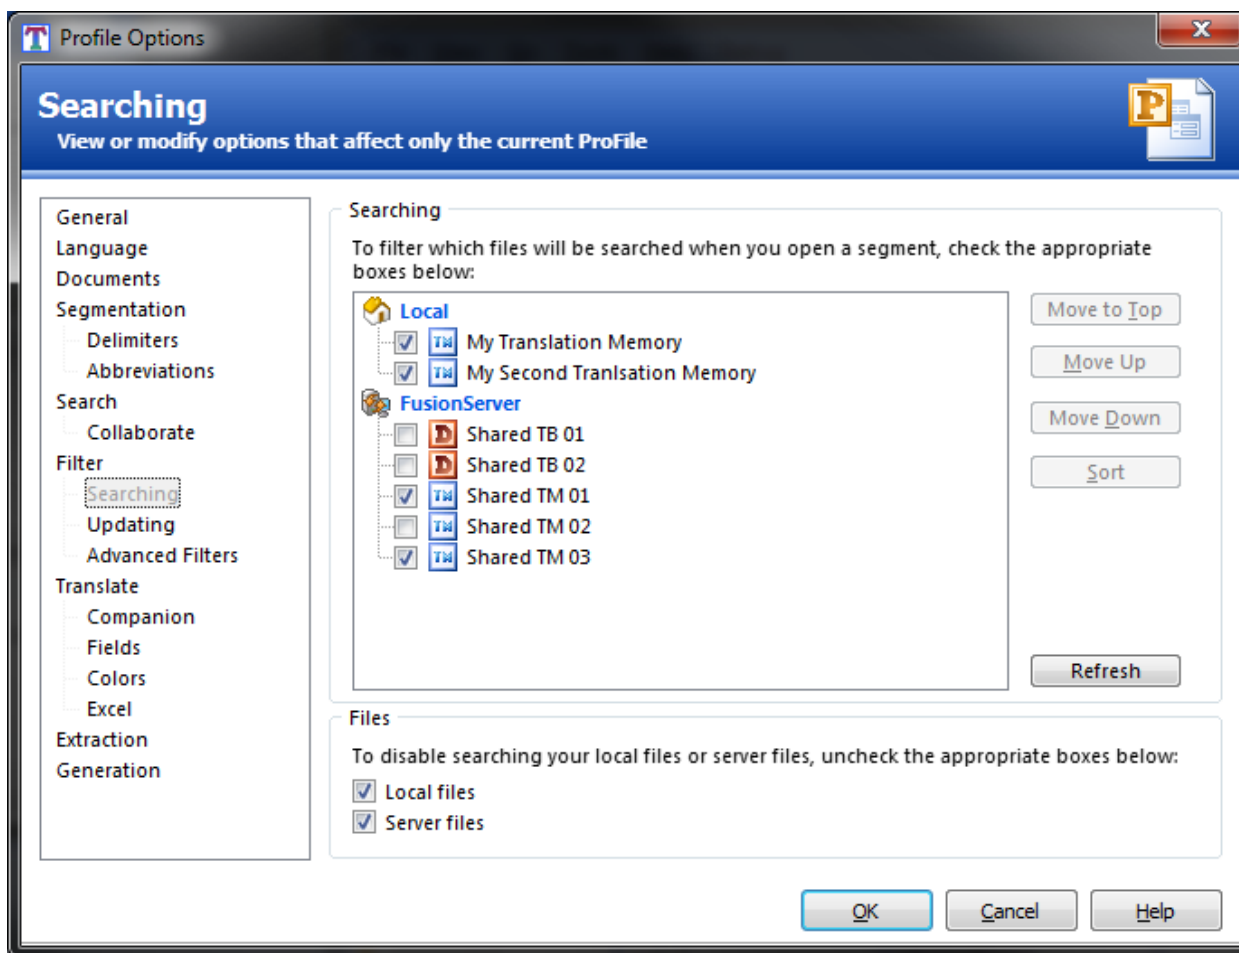 Profile Options
Searching
View or modify options that affect only the current ProFile
General
Language
Documents
Segmentation
Delimiters
Abbreviations
Search
Collaborate
Filter
Searching
Updating
Advanced Filters
Translate
Companion
Fields
Colors
Excel
Extraction
Generation
Searching
To filter which files will be searched when you open a segment, check the appropriate
boxes below:
Local
TM My Translation Memory
TM My Second Tranlsation Memory
FusionServer
D Shared TB 01
D Shared TB 02
TM Shared TM 01
TM Shared TM 02
TM Shared TM 03
Move to Top
Move Up
Move Down
Sort
Refresh
Files
To disable searching your local files or server files, uncheck the appropriate boxes below:
Local files
Server files
OK
Cancel
Help